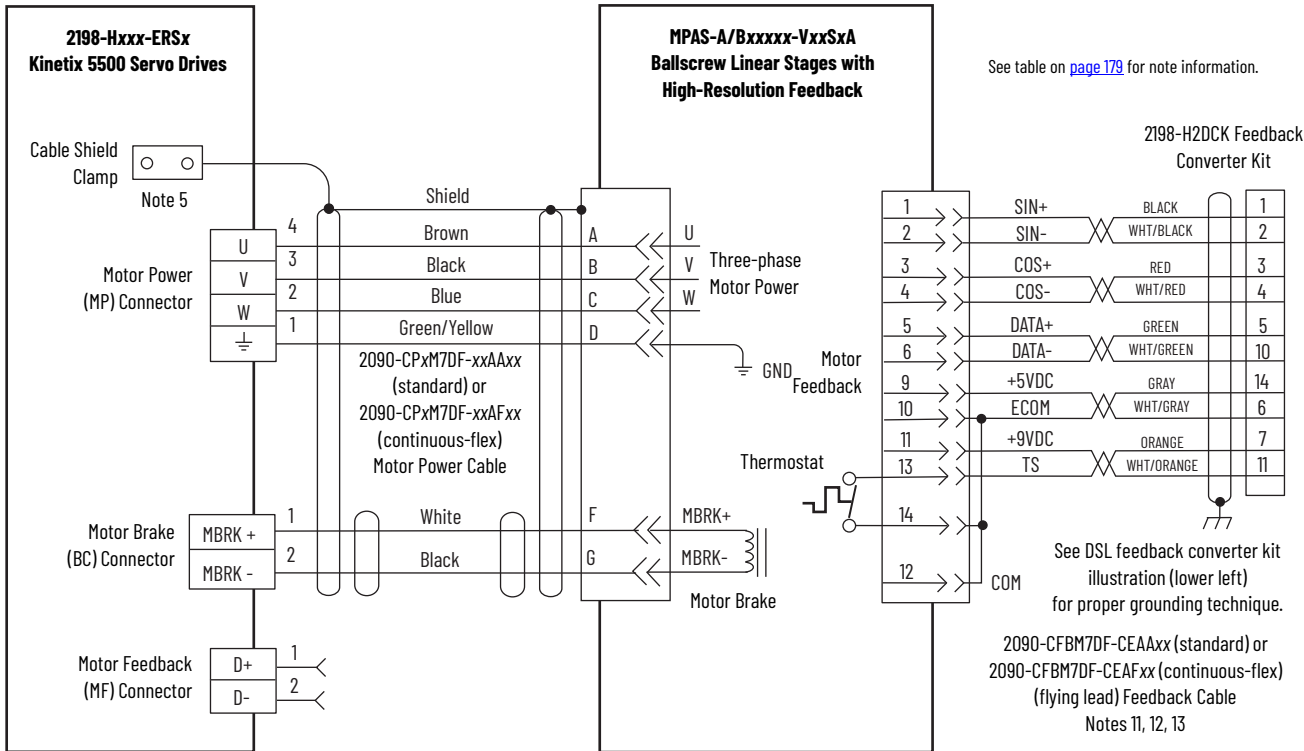 2198-Hxxx-ERSx
Kinetix 5500 Servo Drives
MPAS-A/Bxxxxx-VxxSxA
Ballscrew Linear Stages with
High-Resolution Feedback
See table on page 179 for note information.
2198-H2DCK Feedback
Converter Kit
Cable Shield
Clamp
Note 5
Shield
Motor Power
(MP) Connector
U
V
W
4
3
2
1
Brown
Black
Blue
Green/Yellow
A
B
C
D
U
V
W
Three-phase
Motor Power
GND
2090-CPxM7DF-xxAAxx
(standard) or
2090-CPxM7DF-xxAFxx
(continuous-flex)
Motor Power Cable
Motor Brake
(BC) Connector
MBRK +
MBRK -
1
2
White
Black
F
G
MBRK+
MBRK-
Motor Brake
Motor Feedback
(MF) Connector
D+
D-
1
2
Motor
Feedback
Thermostat
1 SIN+ BLACK 1
2 SIN- WHT/BLACK 2
3 COS+ RED 3
4 COS- WHT/RED 4
5 DATA+ GREEN 5
6 DATA- WHT/GREEN 10
9 +5VDC GRAY 14
10 ECOM WHT/GRAY 6
11 +9VDC ORANGE 7
13 TS WHT/ORANGE 11
14
12 COM
See DSL feedback converter kit
illustration (lower left)
for proper grounding technique.
2090-CFBM7DF-CEAAxx (standard) or
2090-CFBM7DF-CEAFxx (continuous-flex)
(flying lead) Feedback Cable
Notes 11, 12, 13